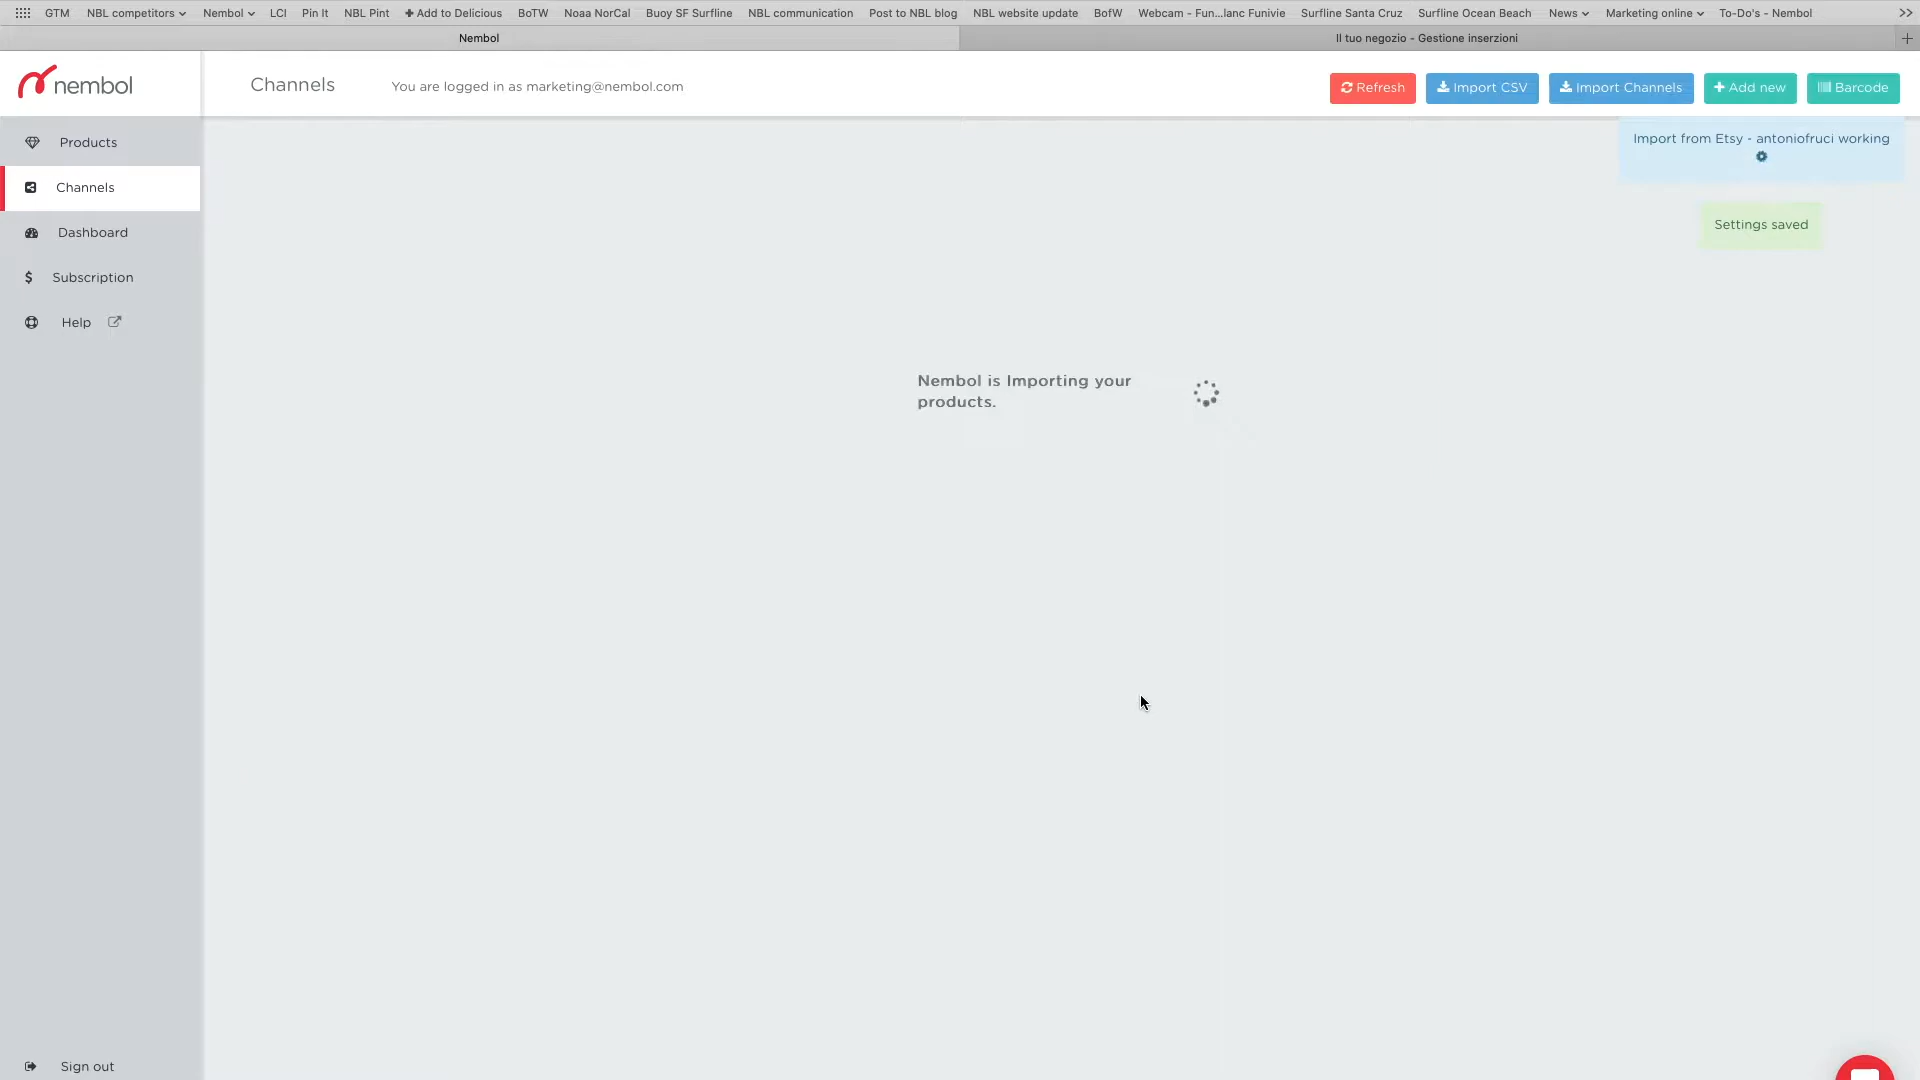 GTM NBL competitors Nembol LCI Pin It NBL Pint + Add to Delicious BoTW Noaa NorCal Buoy SF Surfline NBL communication Post to NBL blog NBL website update BofW Webcam - Fun...lanc Funivie Surfline Santa Cruz Surfline Ocean Beach News Marketing online To-Do's - Nembol >>
Nembol Il tuo negozio - Gestione inserzioni +
nembol Channels You are logged in as marketing@nembol.com Refresh Import CSV Import Channels + Add new Barcode
Products
Import from Etsy - antoniofruci working
Channels
Settings saved
Dashboard
$ Subscription
Help
Nembol is Importing your
products.
Sign out